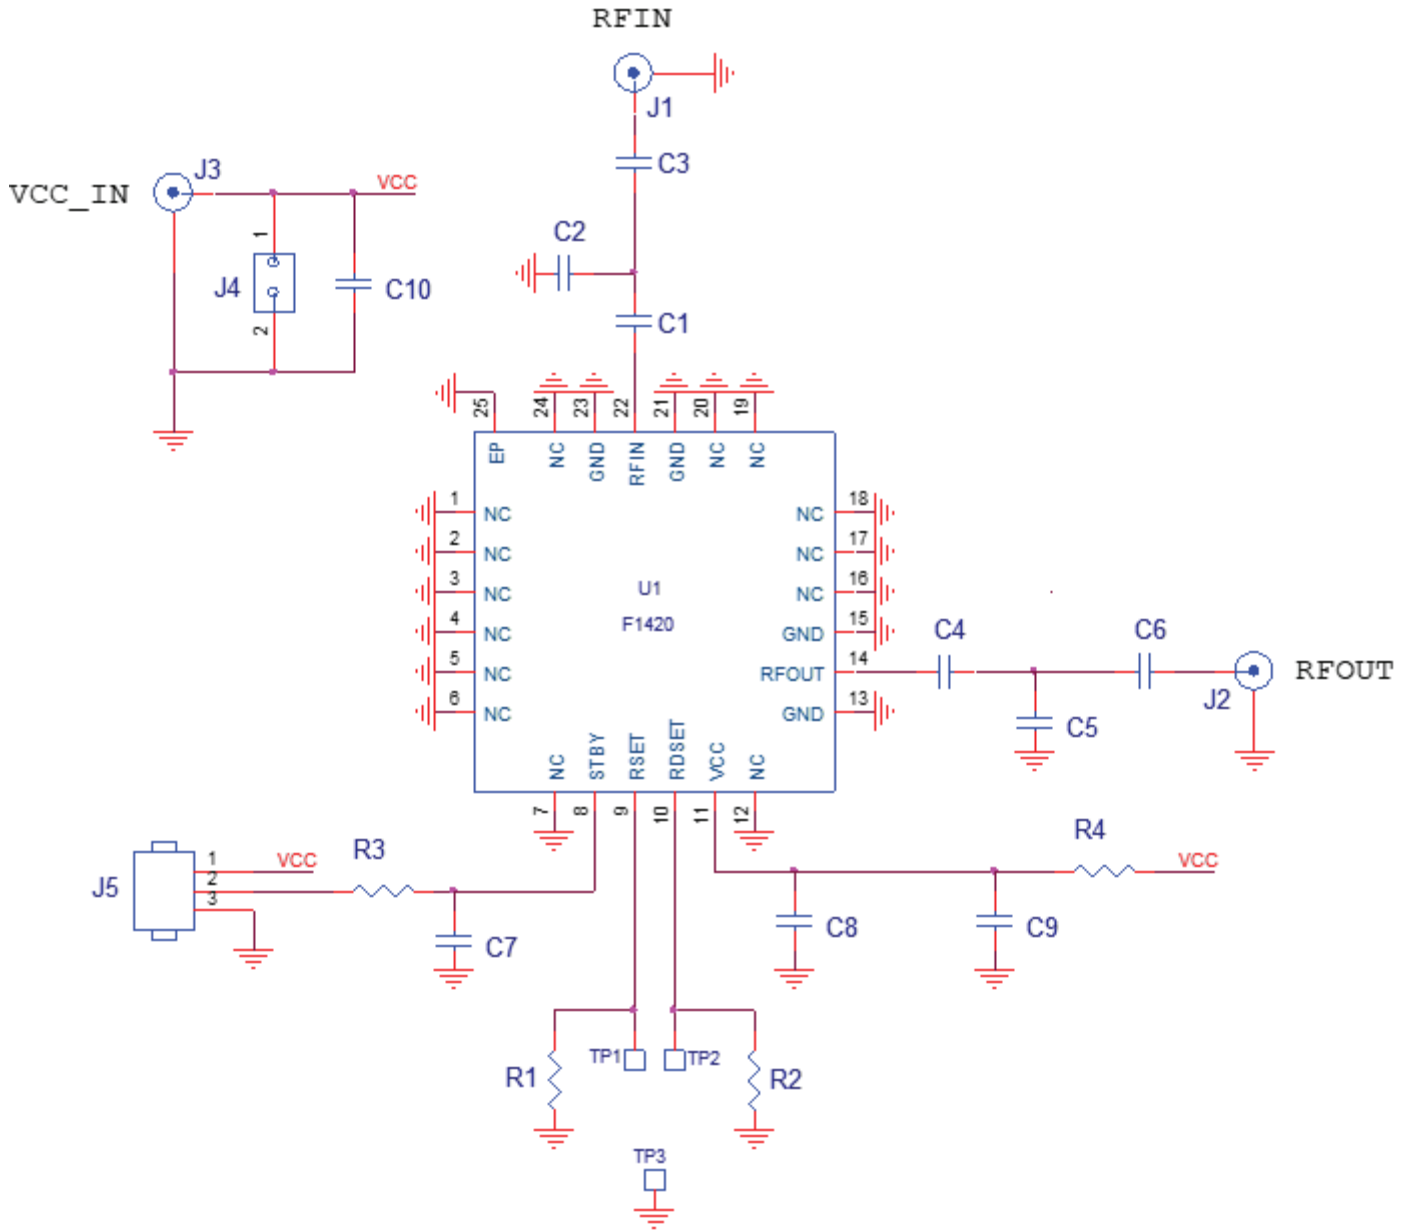 RFIN
J1
C3
J3
VCC
VCC_IN
C2
1
J4
C10
2
C1
25
24
23
22
21
20
19
EP
NC
GND
RFIN
GND
NC
NC
1
NC
NC
18
2
NC
NC
17
3
NC
U1
NC
16
4
NC
F1420
GND
15
C4
C6
5
NC
RFOUT
14
RFOUT
J2
6
NC
GND
13
C5
NC
STBY
RSET
RDSET
VCC
NC
7
8
9
10
11
12
R4
R3
1
VCC
VCC
J5
2
3
C7
C8
C9
TP1
TP2
R1
R2
TP3